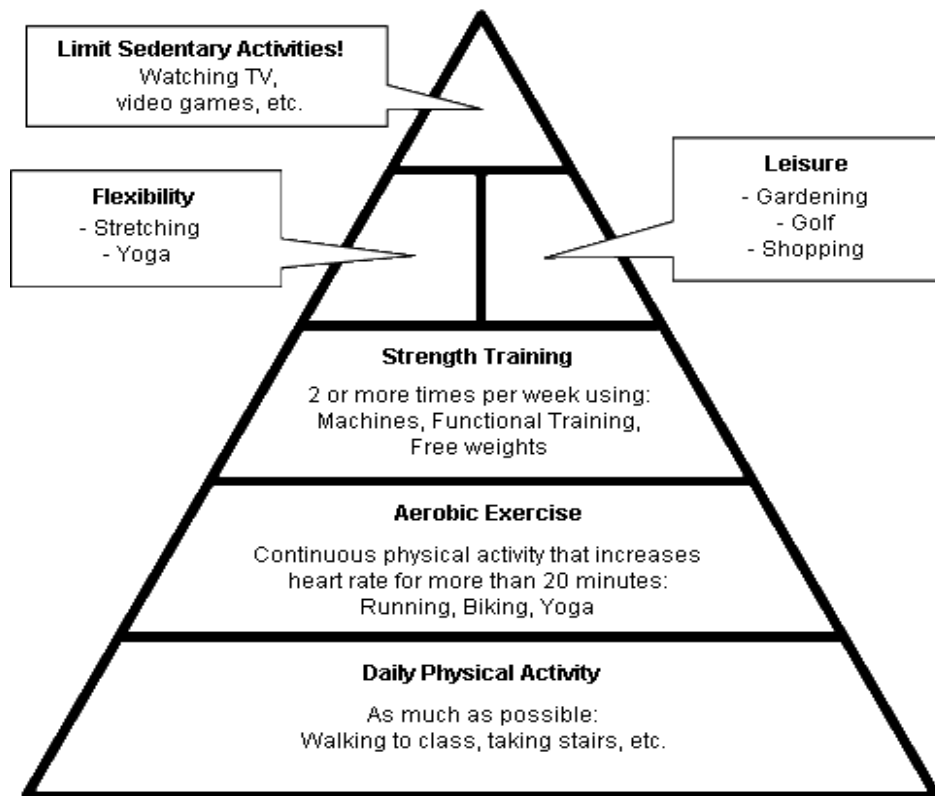 Limit Sedentary Activities!
Watching TV,
video games, etc.
Flexibility
- Stretching
- Yoga
Leisure
- Gardening
- Golf
- Shopping
Strength Training
2 or more times per week using:
Machines, Functional Training,
Free weights
Aerobic Exercise
Continuous physical activity that increases
heart rate for more than 20 minutes:
Running, Biking, Yoga
Daily Physical Activity
As much as possible:
Walking to class, taking stairs, etc.